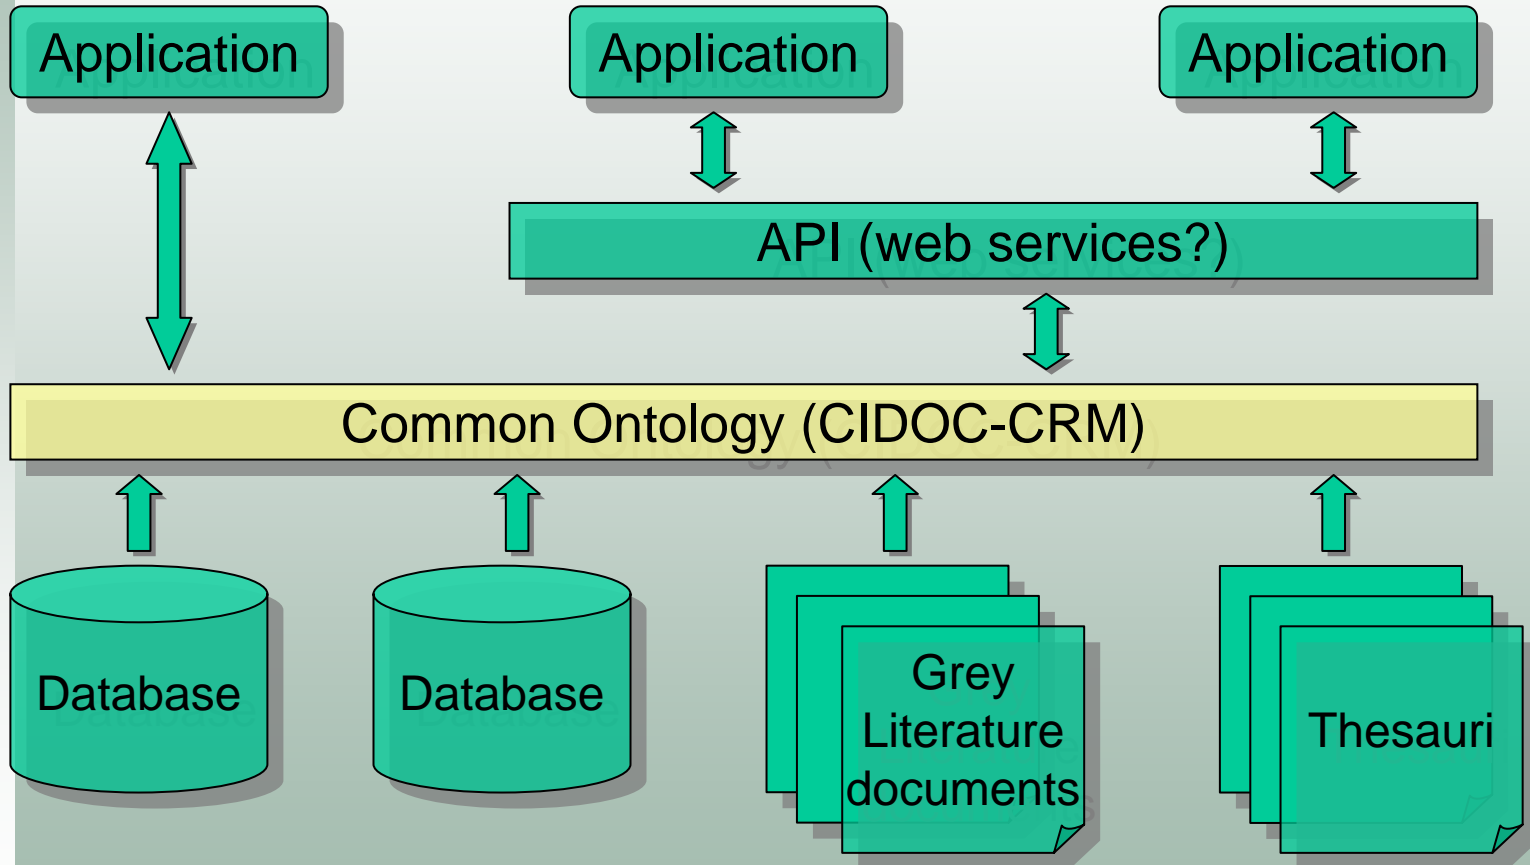 Application
Application
Application
API (web services?)
Common Ontology (CIDOC-CRM)
Database
Database
Grey
Literature
documents
Thesauri